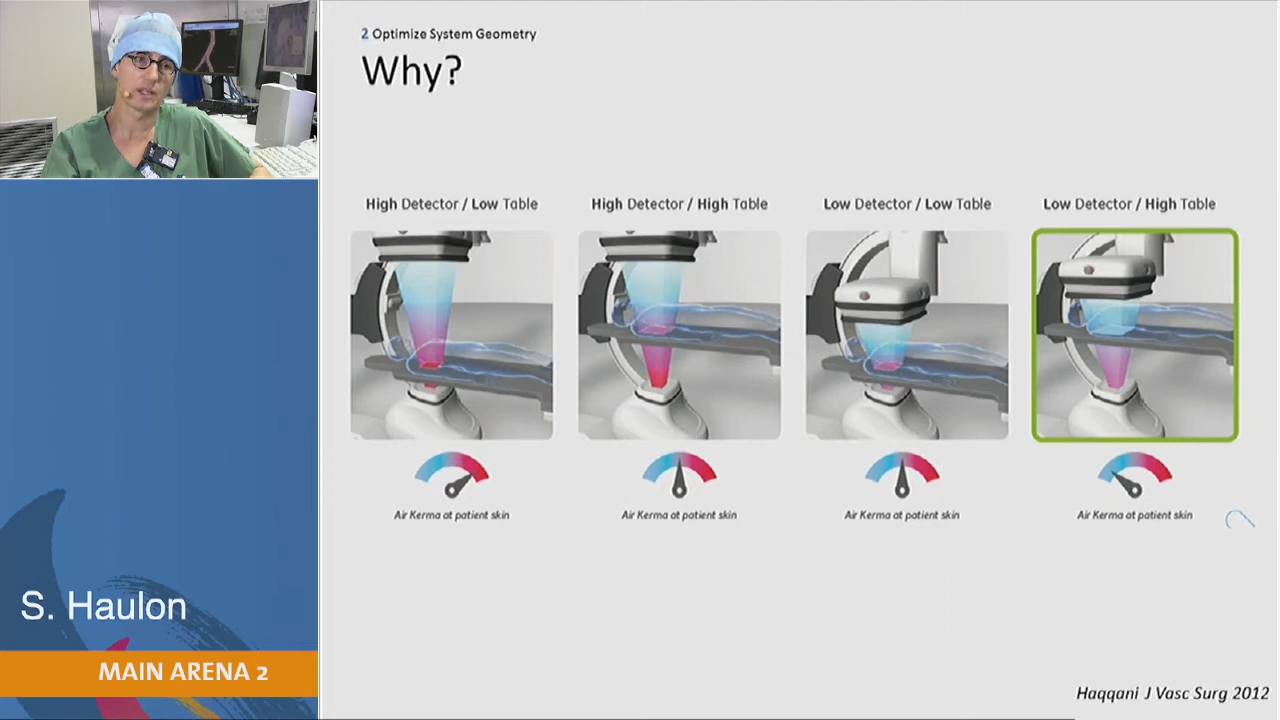 2 Optimize System Geometry
Why?
High Detector / Low Table
High Detector / High Table
Low Detector / Low Table
Low Detector / High Table
Air Kerma at patient skin
Air Kerma at patient skin
Air Kerma at patient skin
Air Kerma at patient skin
S. Haulon
MAIN ARENA 2
Haqqani J Vasc Surg 2012